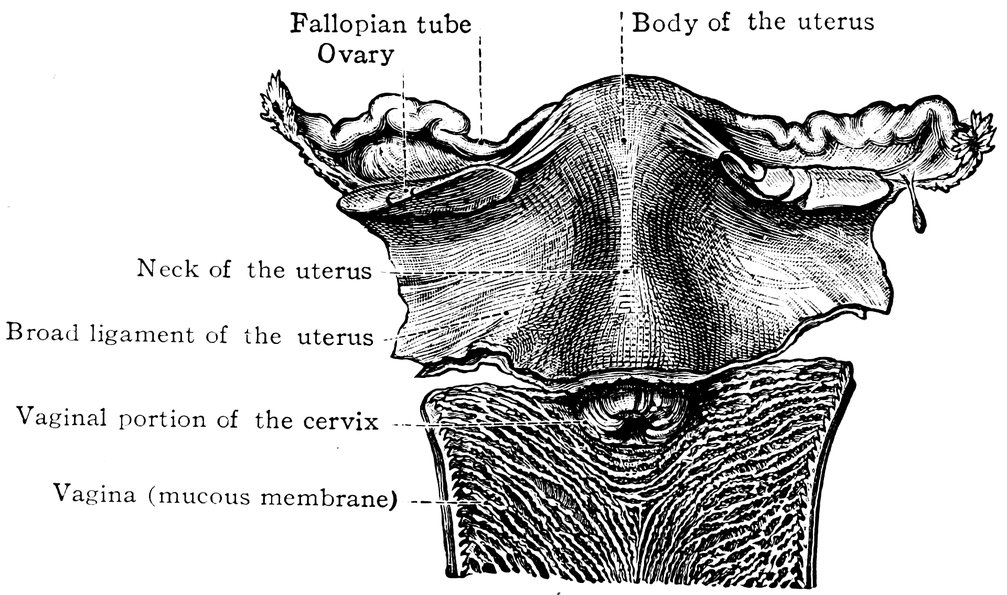 Fallopian tube
Ovary
Body of the uterus
Neck of the uterus
Broad ligament of the uterus
Vaginal portion of the cervix
Vagina (mucous membrane)